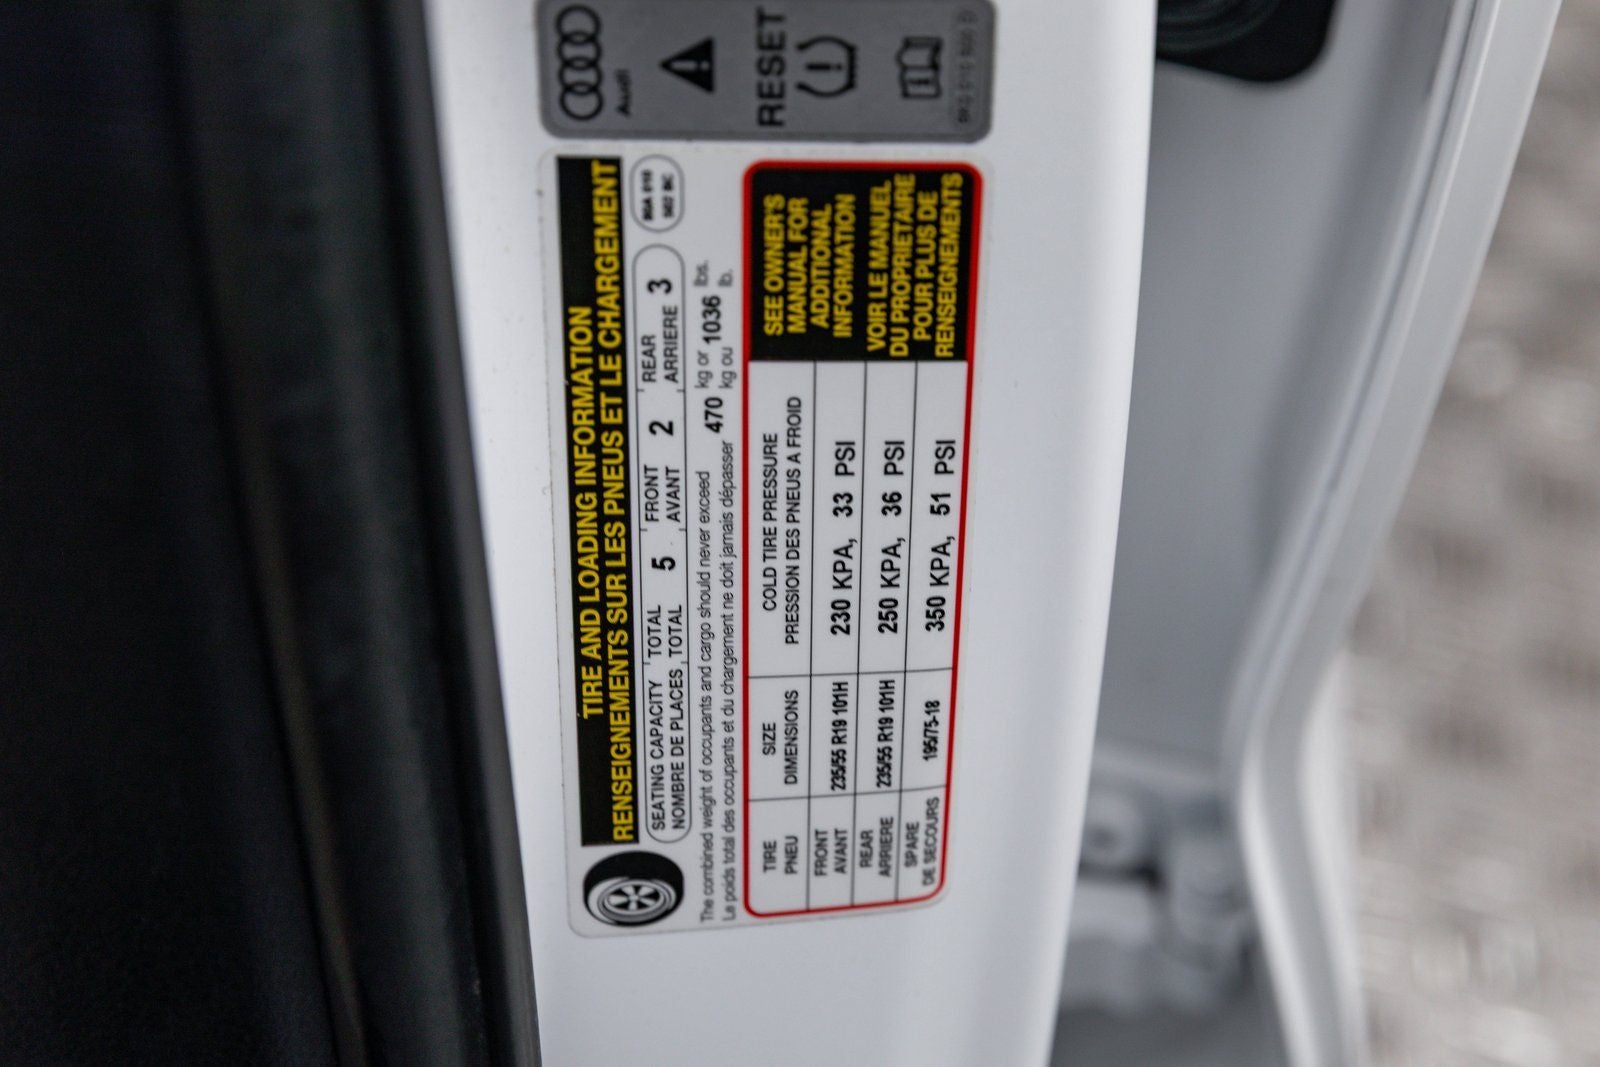 Audi
RESET
TIRE AND LOADING INFORMATION
RENSEIGNEMENTS SUR LES PNEUS ET LE CHARGEMENT
SEATING CAPACITY TOTAL 5 FRONT 2 REAR 3
NOMBRE DE PLACES TOTAL AVANT ARRIERE
The combined weight of occupants and cargo should never exceed 470 kg or 1036 lbs.
Le poids total des occupants et du chargement ne doit jamais dépasser kg ou lb.
TIRE SIZE COLD TIRE PRESSURE
PNEU DIMENSIONS PRESSION DES PNEUS A FROID
FRONT
AVANT 235/55 R19 101H 230 KPA, 33 PSI
REAR
ARRIERE 235/55 R19 101H 250 KPA, 36 PSI
SPARE
DE SECOURS 195/75-18 350 KPA, 51 PSI
SEE OWNER'S
MANUAL FOR
ADDITIONAL
INFORMATION
VOIR LE MANUEL
DU PROPRIETAIRE
POUR PLUS DE
RENSEIGNEMENTS